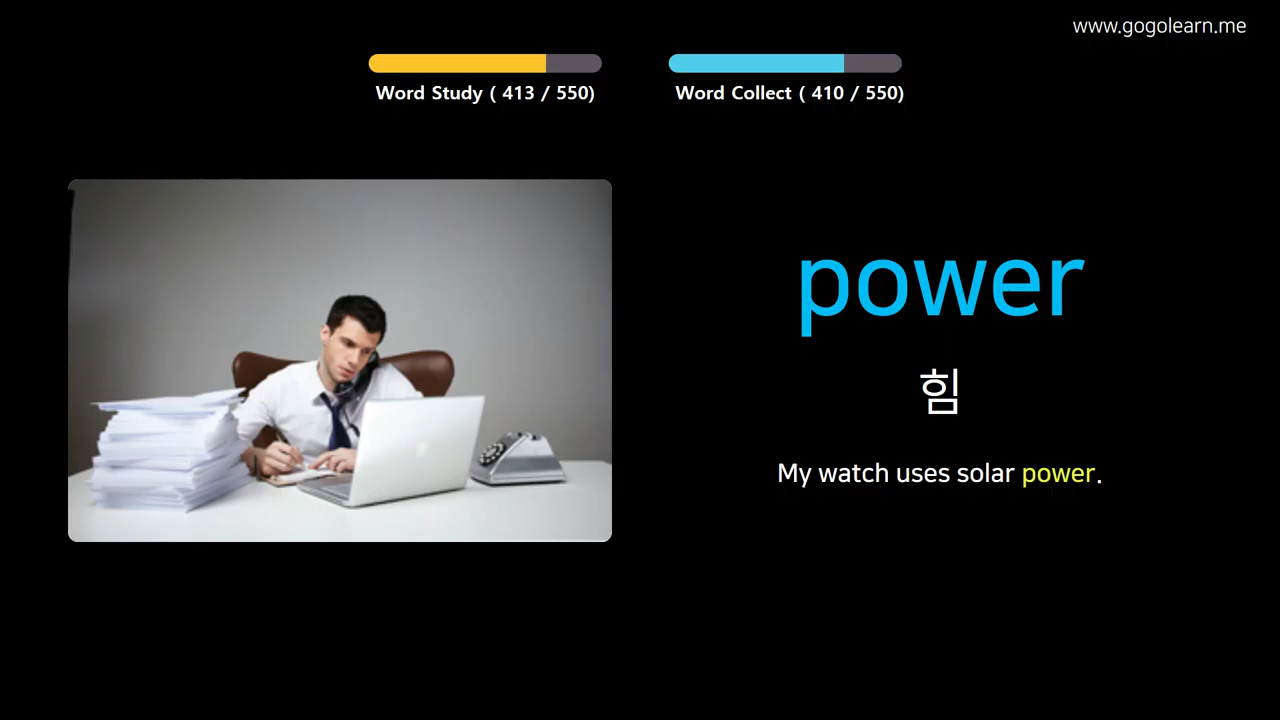 www.gogolearn.me
Word Study ( 413 / 550)
Word Collect ( 410 / 550)
power
힘
My watch uses solar power.